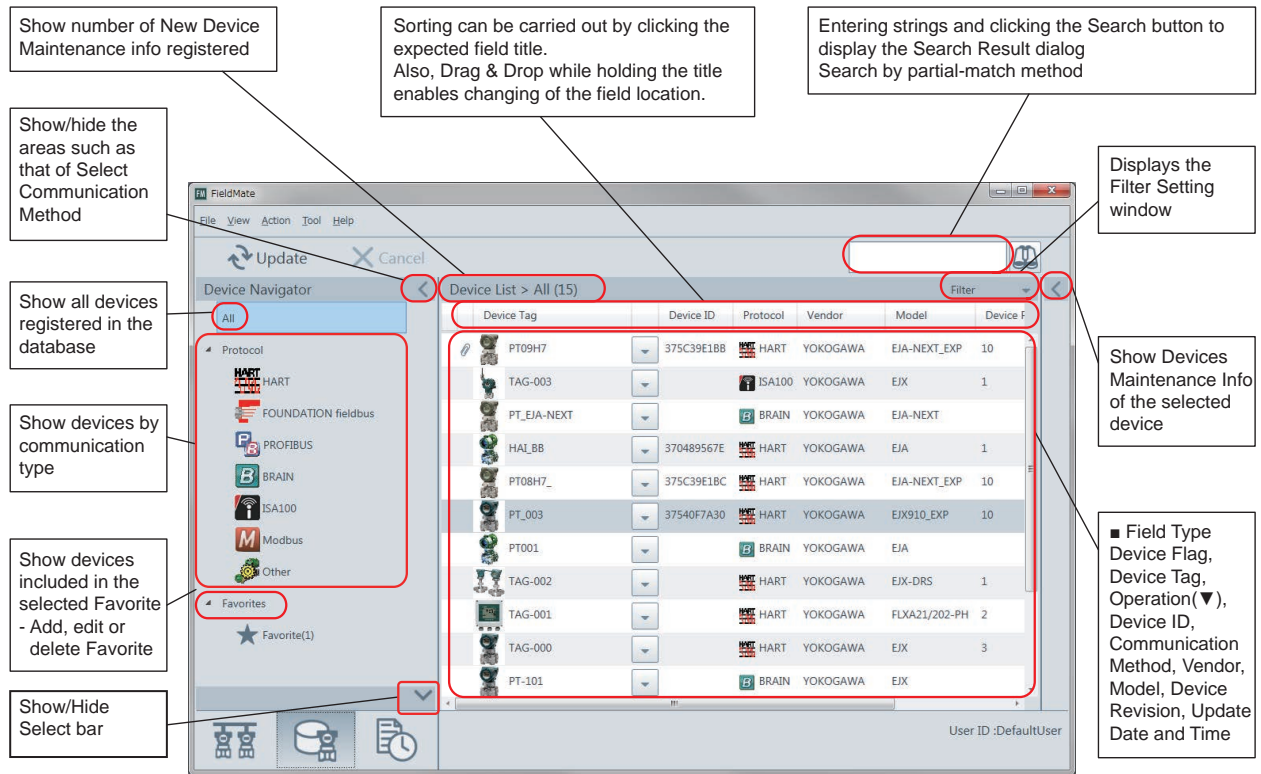 Show number of New Device
Maintenance info registered
Sorting can be carried out by clicking the
expected field title.
Also, Drag & Drop while holding the title
enables changing of the field location.
Entering strings and clicking the Search button to
display the Search Result dialog
Search by partial-match method
Show/hide the
areas such as
that of Select
Communication
Method
Displays the
Filter Setting
window
Show all devices
registered in the
database
Show devices by
communication
type
Show devices
included in the
selected Favorite
- Add, edit or
delete Favorite
Show/Hide
Select bar
Show Devices
Maintenance Info
of the selected
device
■ Field Type
Device Flag,
Device Tag,
Operation(▼),
Device ID,
Communication
Method, Vendor,
Model, Device
Revision, Update
Date and Time
FM FieldMate
File View Action Tool Help
Update Cancel
Device Navigator
All
Protocol
HART HART
FOUNDATION fieldbus
PROFIBUS
B BRAIN
ISA100
M Modbus
Other
Favorites
Favorite(1)
Device List > All (15)
Filter
Device Tag Device ID Protocol Vendor Model Device R
PT09H7 375C39E1BB HART HART YOKOGAWA EJA-NEXT_EXP 10
TAG-003 ISA100 YOKOGAWA EJX 1
PT_EJA-NEXT B BRAIN YOKOGAWA EJA-NEXT
HAI_BB 370489567E HART HART YOKOGAWA EJA 1
PT08H7_ 375C39E1BC HART HART YOKOGAWA EJA-NEXT_EXP 10
PT_003 37540F7A30 HART HART YOKOGAWA EJX910_EXP 10
PT001 B BRAIN YOKOGAWA EJA
TAG-002 HART HART YOKOGAWA EJX-DRS 1
TAG-001 HART HART YOKOGAWA FLXA21/202-PH 2
TAG-000 HART HART YOKOGAWA EJX 3
PT-101 B BRAIN YOKOGAWA EJX
User ID :DefaultUser